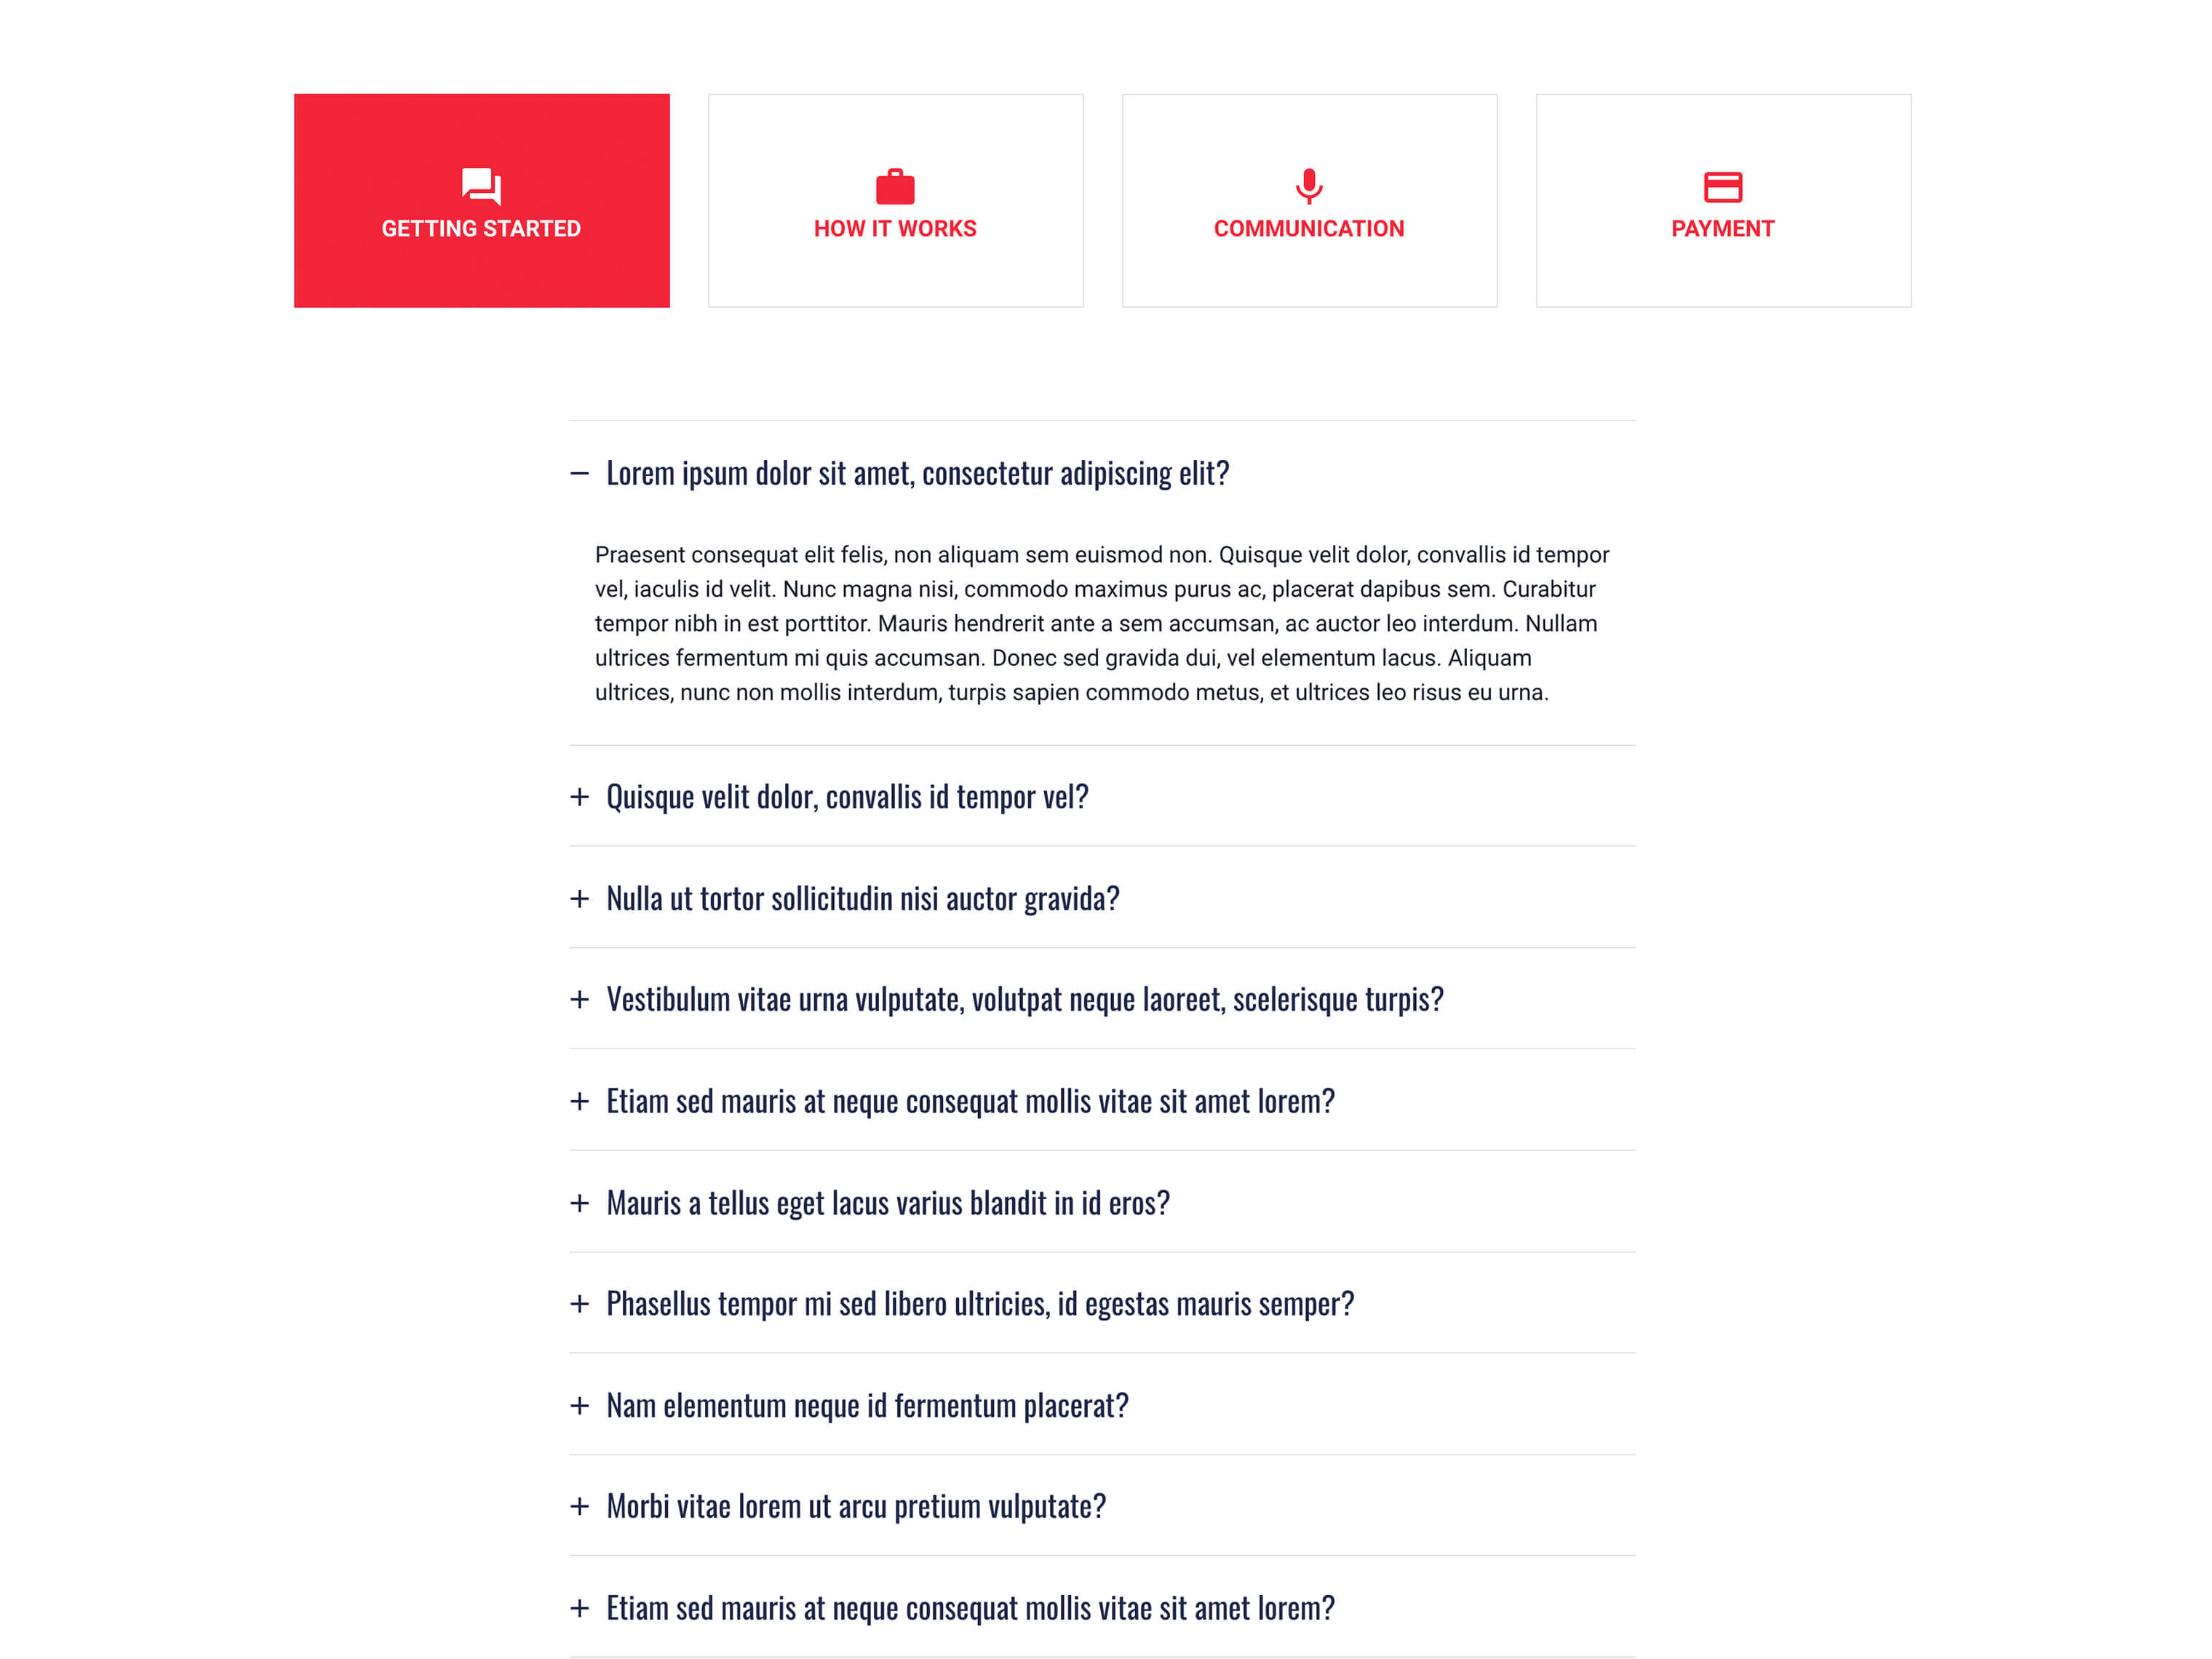 GETTING STARTED
HOW IT WORKS
COMMUNICATION
PAYMENT
Lorem ipsum dolor sit amet, consectetur adipiscing elit?
Praesent consequat elit felis, non aliquam sem euismod non. Quisque velit dolor, convallis id tempor
vel, iaculis id velit. Nunc magna nisi, commodo maximus purus ac, placerat dapibus sem. Curabitur
tempor nibh in est porttitor. Mauris hendrerit ante a sem accumsan, ac auctor leo interdum. Nullam
ultrices fermentum mi quis accumsan. Donec sed gravida dui, vel elementum lacus. Aliquam
ultrices, nunc non mollis interdum, turpis sapien commodo metus, et ultrices leo risus eu urna.
Quisque velit dolor, convallis id tempor vel?
Nulla ut tortor sollicitudin nisi auctor gravida?
Vestibulum vitae urna vulputate, volutpat neque laoreet, scelerisque turpis?
Etiam sed mauris at neque consequat mollis vitae sit amet lorem?
Mauris a tellus eget lacus varius blandit in id eros?
Phasellus tempor mi sed libero ultricies, id egestas mauris semper?
Nam elementum neque id fermentum placerat?
Morbi vitae lorem ut arcu pretium vulputate?
Etiam sed mauris at neque consequat mollis vitae sit amet lorem?